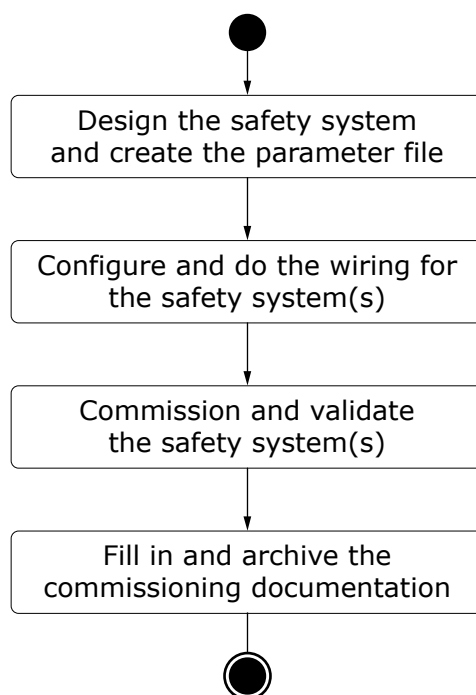 Design the safety system
and create the parameter file
Configure and do the wiring for
the safety system(s)
Commission and validate
the safety system(s)
Fill in and archive the
commissioning documentation